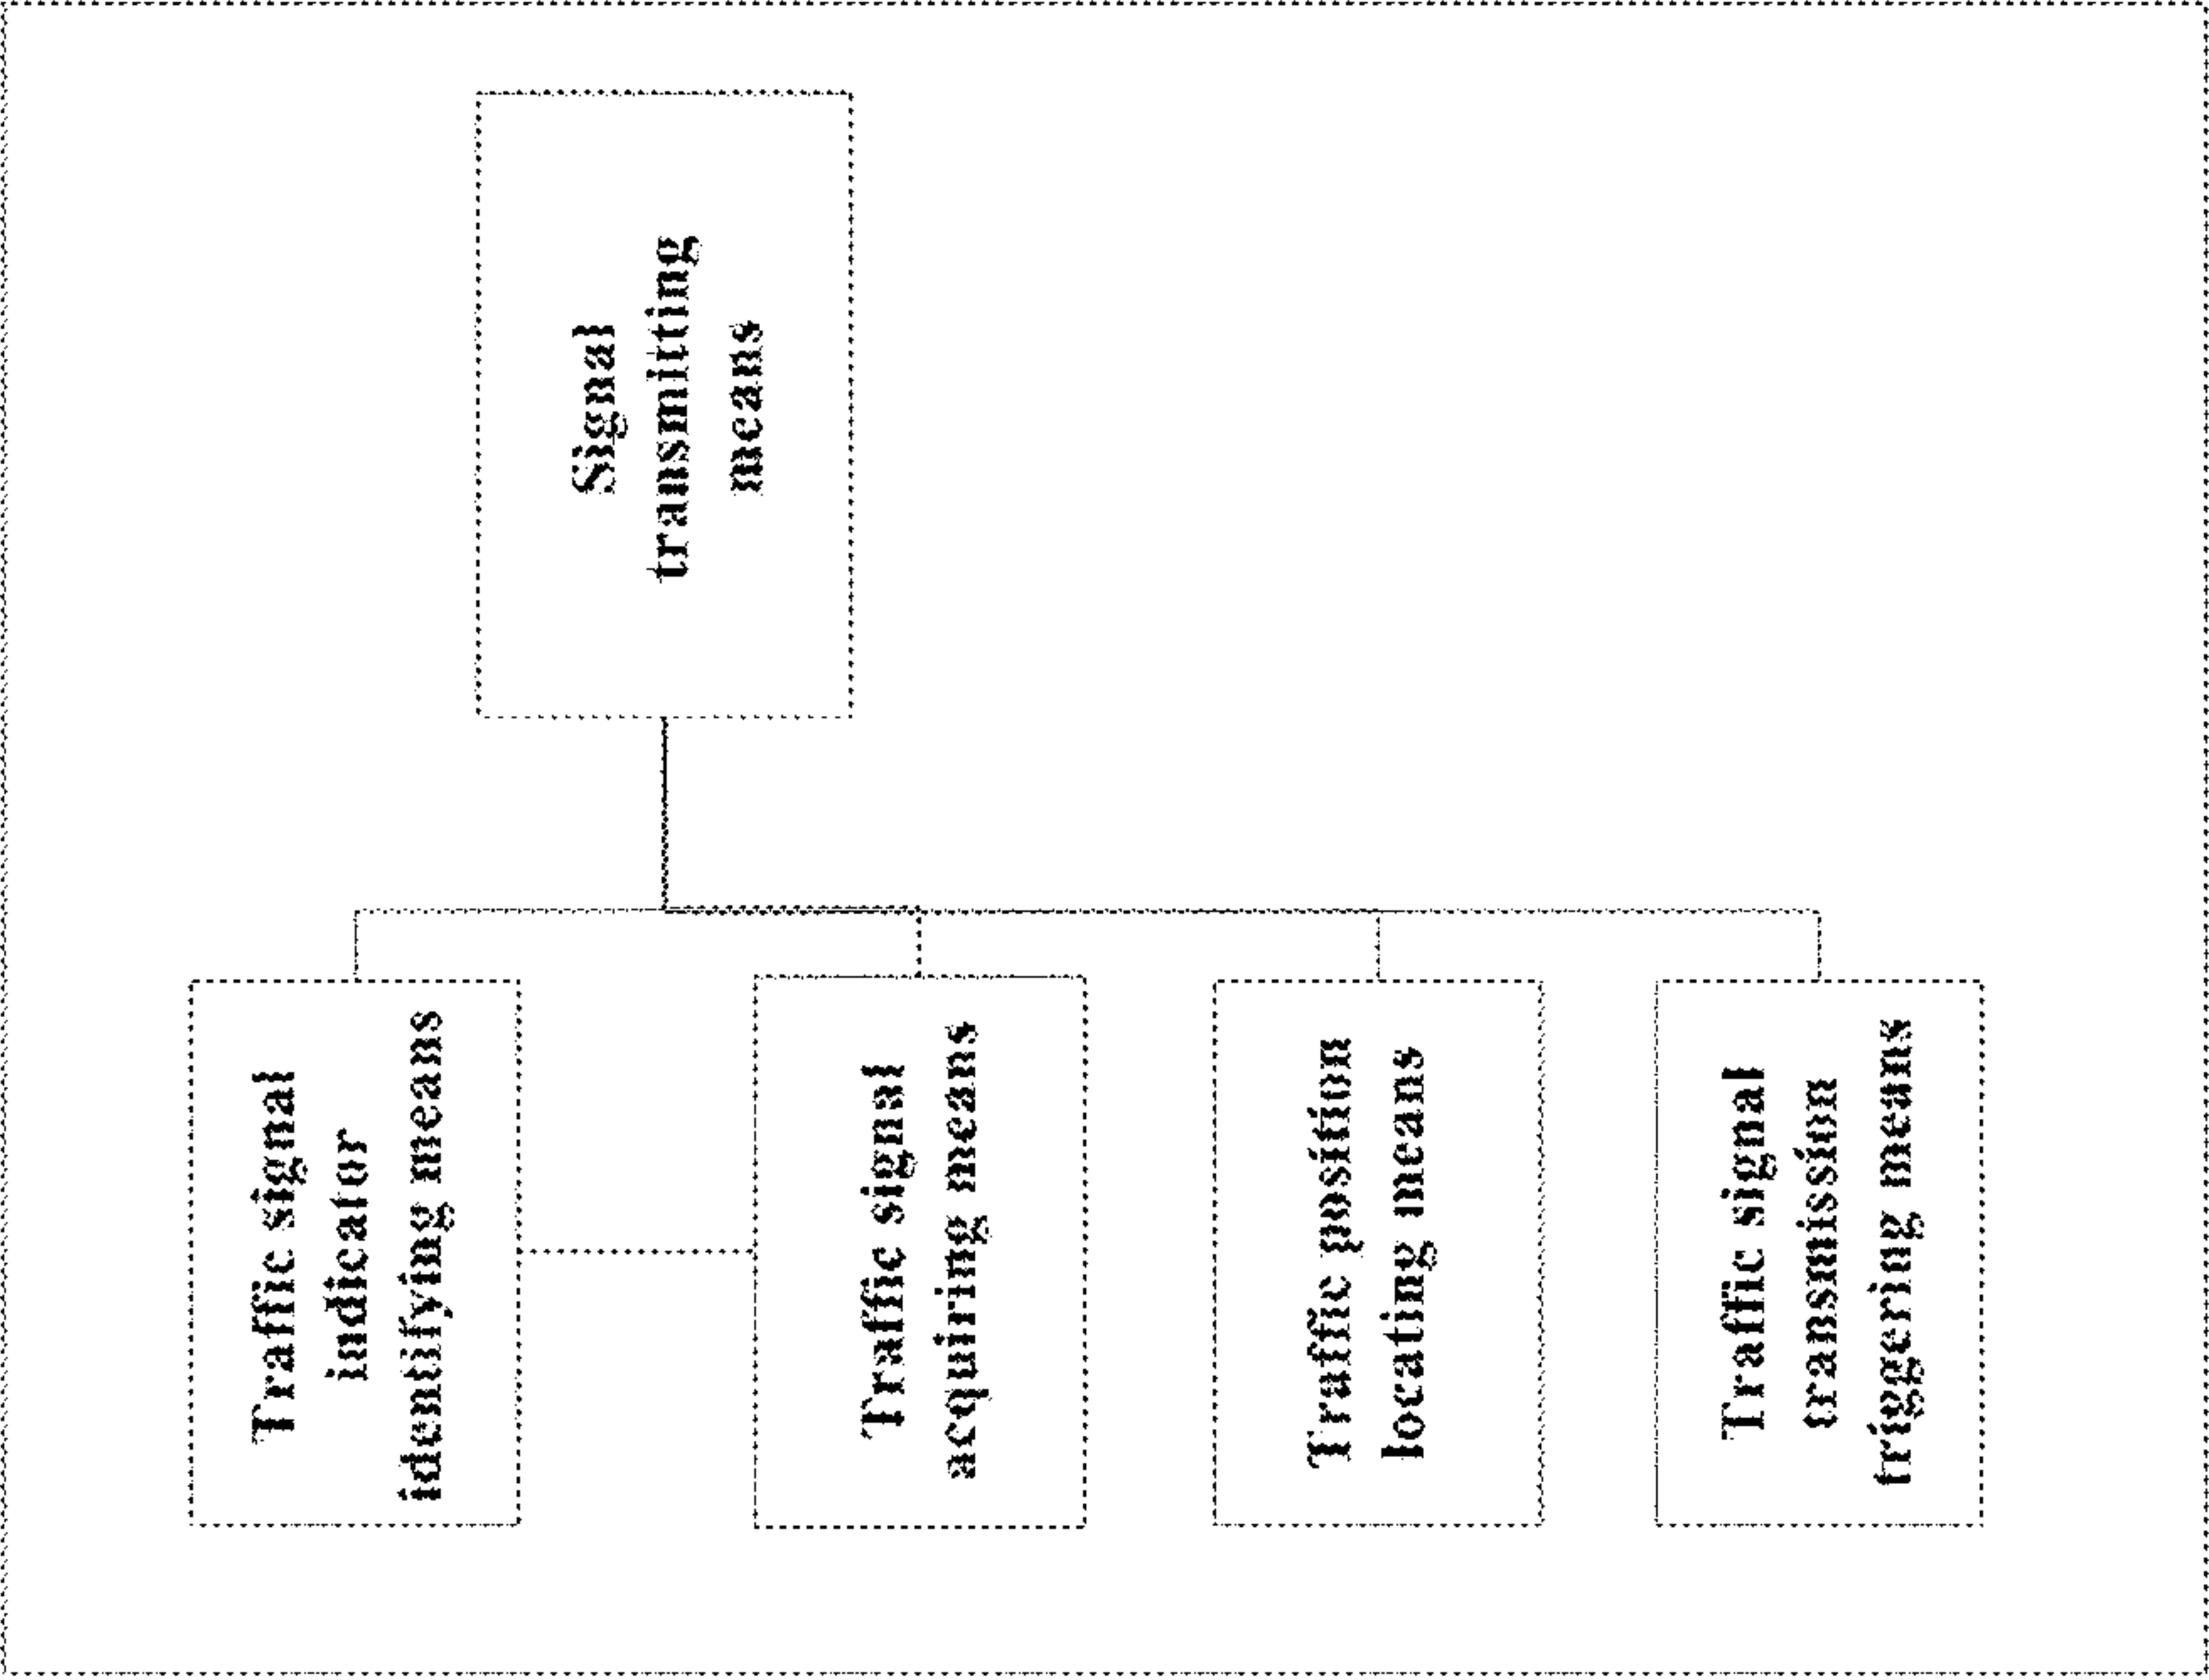 Traffic signal
indicator
identifying means
Traffic signal
acquiring means
Traffic position
locating means
Traffic signal
transmission
triggering means
Signal
transmitting
means